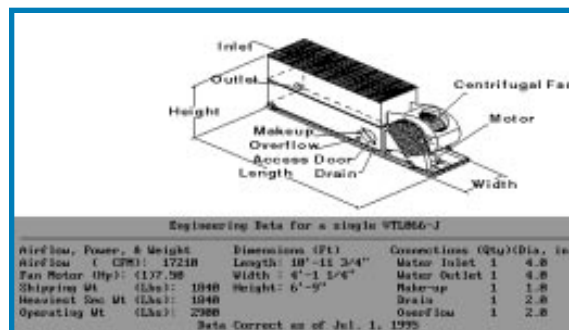 Inlet
Outlet
Centrifugal Fan
Height
Motor
Makeup
Overflow
Access Door
Length
Drain
Width
Engineering Data for a single VTL066-J
Airflow, Power, & Weight
Airflow ( CFM): 17210
Fan Motor (Hp): (1)7.50
Shipping Wt (Lbs): 1840
Heaviest Sec Wt (Lbs): 1840
Operating Wt (Lbs): 2900
Dimensions (Ft)
Length: 10'-11 3/4"
Width : 4'-1 1/4"
Height: 6'-9"
Connections (Qty)(Dia, in
Water Inlet 1 4.0
Water Outlet 1 4.0
Make-up 1 1.0
Drain 1 2.0
Overflow 1 2.0
Data Correct as of Jul. 1, 1995